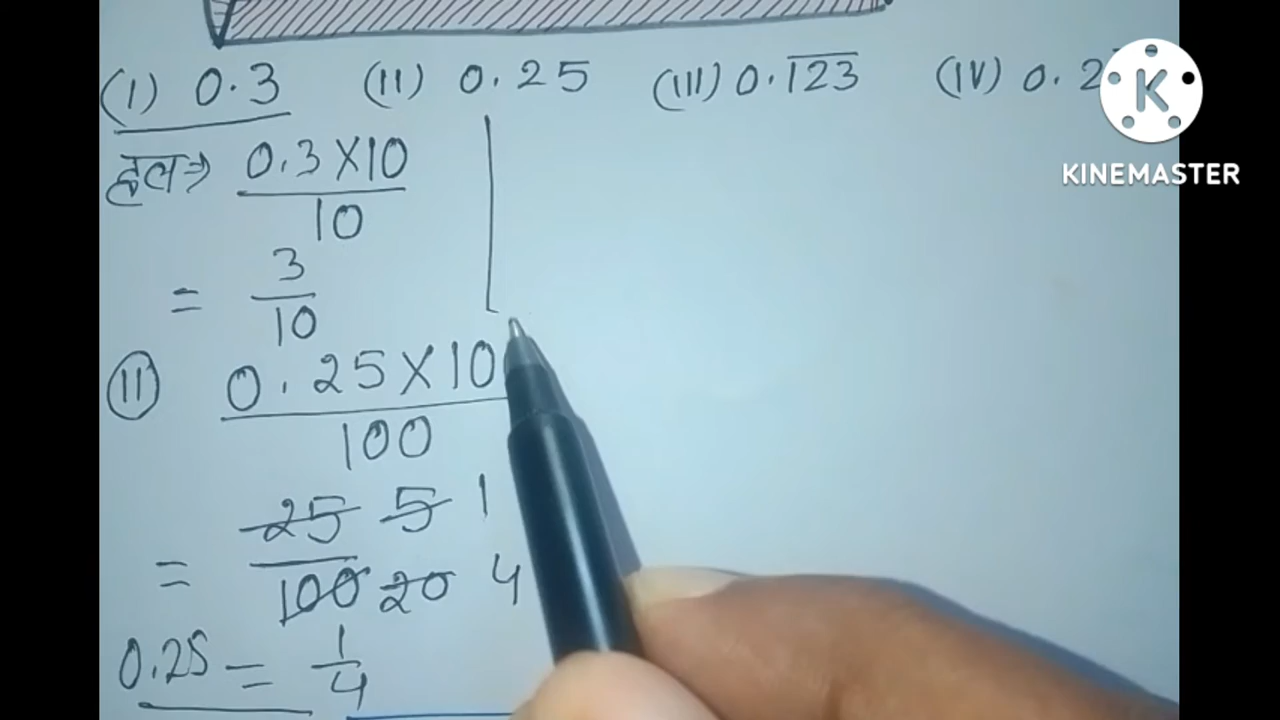 (I) 0.3 (II) 0.25 (III) 0.\overline{123} (IV) 0.2
हल⇒ 0.3×10
10
= 3
10
(II) 0.25×10
100
= 25 5 1
100 20 4
0.25 = 1
4
K
KINEMASTER